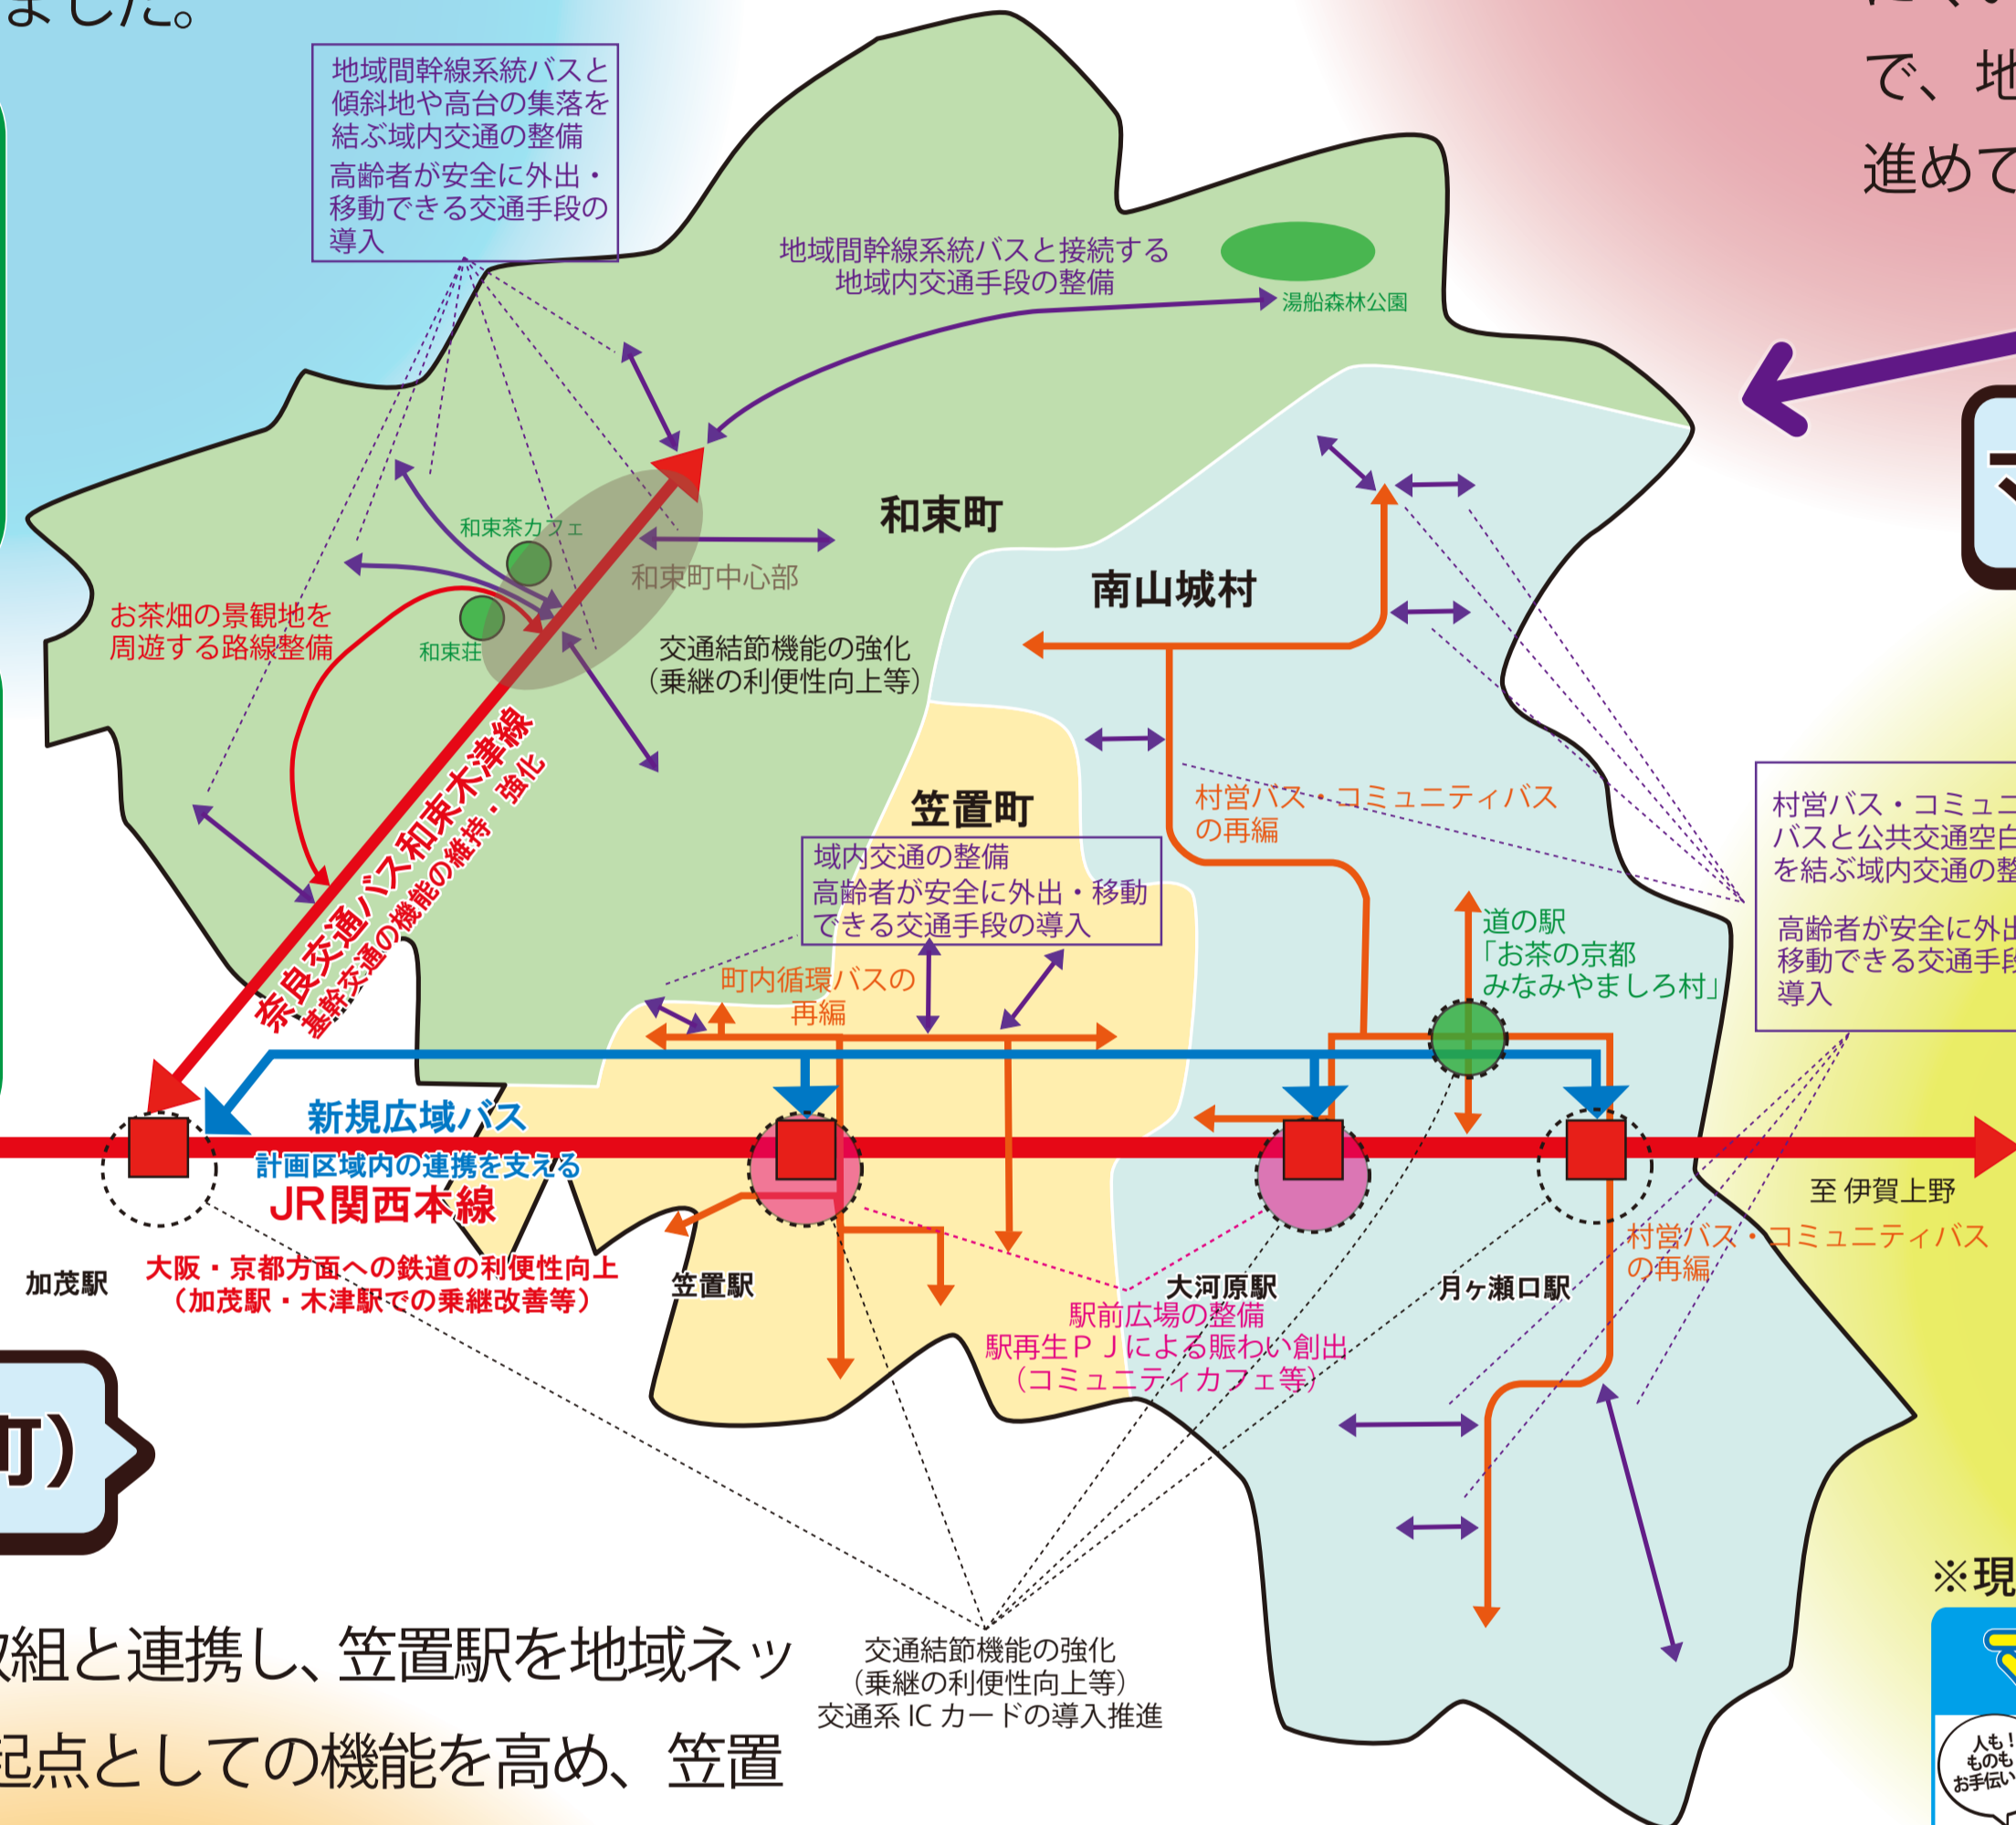 ました。
で、地
進めて
地域間幹線系統バスと
傾斜地や高台の集落を
結ぶ域内交通の整備
高齢者が安全に外出・
移動できる交通手段の
導入
地域間幹線系統バスと接続する
地域内交通手段の整備
湯船森林公園
和束町
和束茶カフェ
和束町中心部
南山城村
お茶畑の景観地を
周遊する路線整備
和束荘
交通結節機能の強化
（乗継の利便性向上等）
奈良交通バス和束木津線
基幹交通の機能の維持・強化
笠置町
域内交通の整備
高齢者が安全に外出・移動
できる交通手段の導入
村営バス・コミュニティバス
の再編
村営バス・コミュニ
バスと公共交通空白
を結ぶ域内交通の整
高齢者が安全に外出
移動できる交通手段
導入
道の駅
「お茶の京都
みなみやましろ村」
町内循環バスの
再編
新規広域バス
計画区域内の連携を支える
JR関西本線
大阪・京都方面への鉄道の利便性向上
（加茂駅・木津駅での乗継改善等）
加茂駅
笠置駅
大河原駅
月ヶ瀬口駅
至 伊賀上野
村営バス・コミュニティバス
の再編
駅前広場の整備
駅再生ＰＪによる賑わい創出
（コミュニティカフェ等）
町）
交通結節機能の強化
（乗継の利便性向上等）
交通系 IC カードの導入推進
組と連携し、笠置駅を地域ネッ
起点としての機能を高め、笠置
※現
人も！
ものも
お手伝い